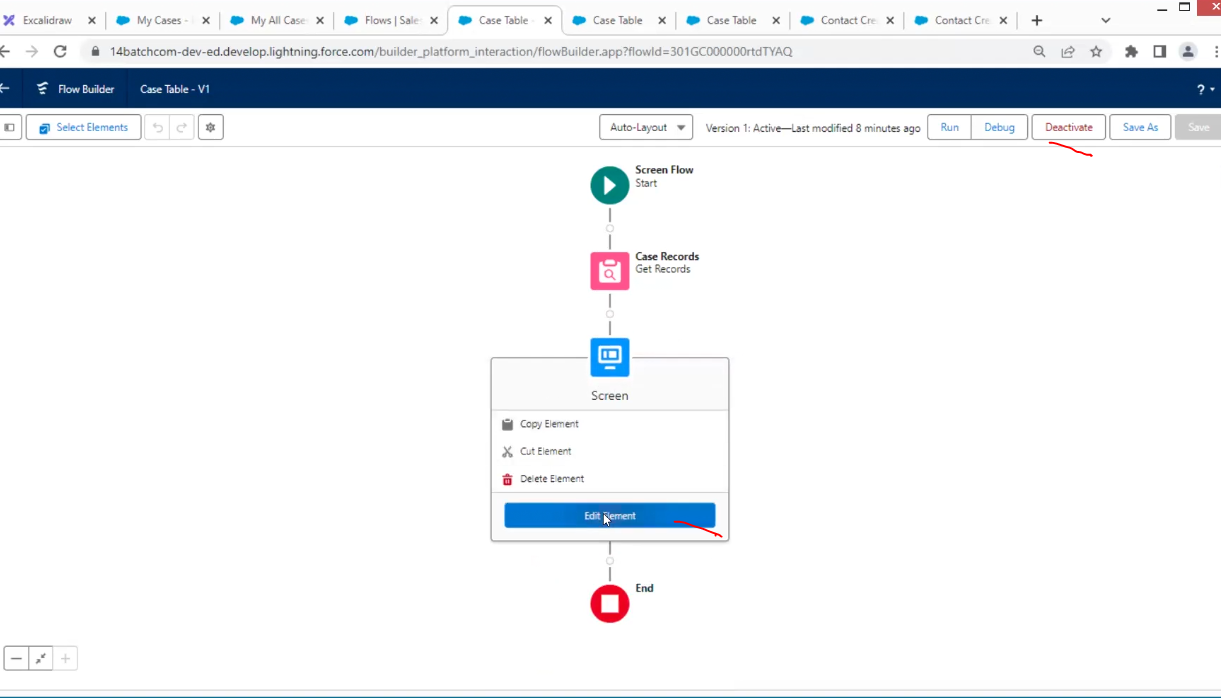 Excalidraw
My Cases -
My All Case
Flows | Sale
Case Table -
Case Table
Case Table
Contact Cre
Contact Cre
14batchcom-dev-ed.develop.lightning.force.com/builder_platform_interaction/flowBuilder.app?flowId=301GC000000rtdTYAQ
Flow Builder
Case Table - V1
?
Select Elements
Auto-Layout
Version 1: Active—Last modified 8 minutes ago
Run
Debug
Deactivate
Save As
Save
Screen Flow
Start
Case Records
Get Records
Screen
Copy Element
Cut Element
Delete Element
Edit Element
End